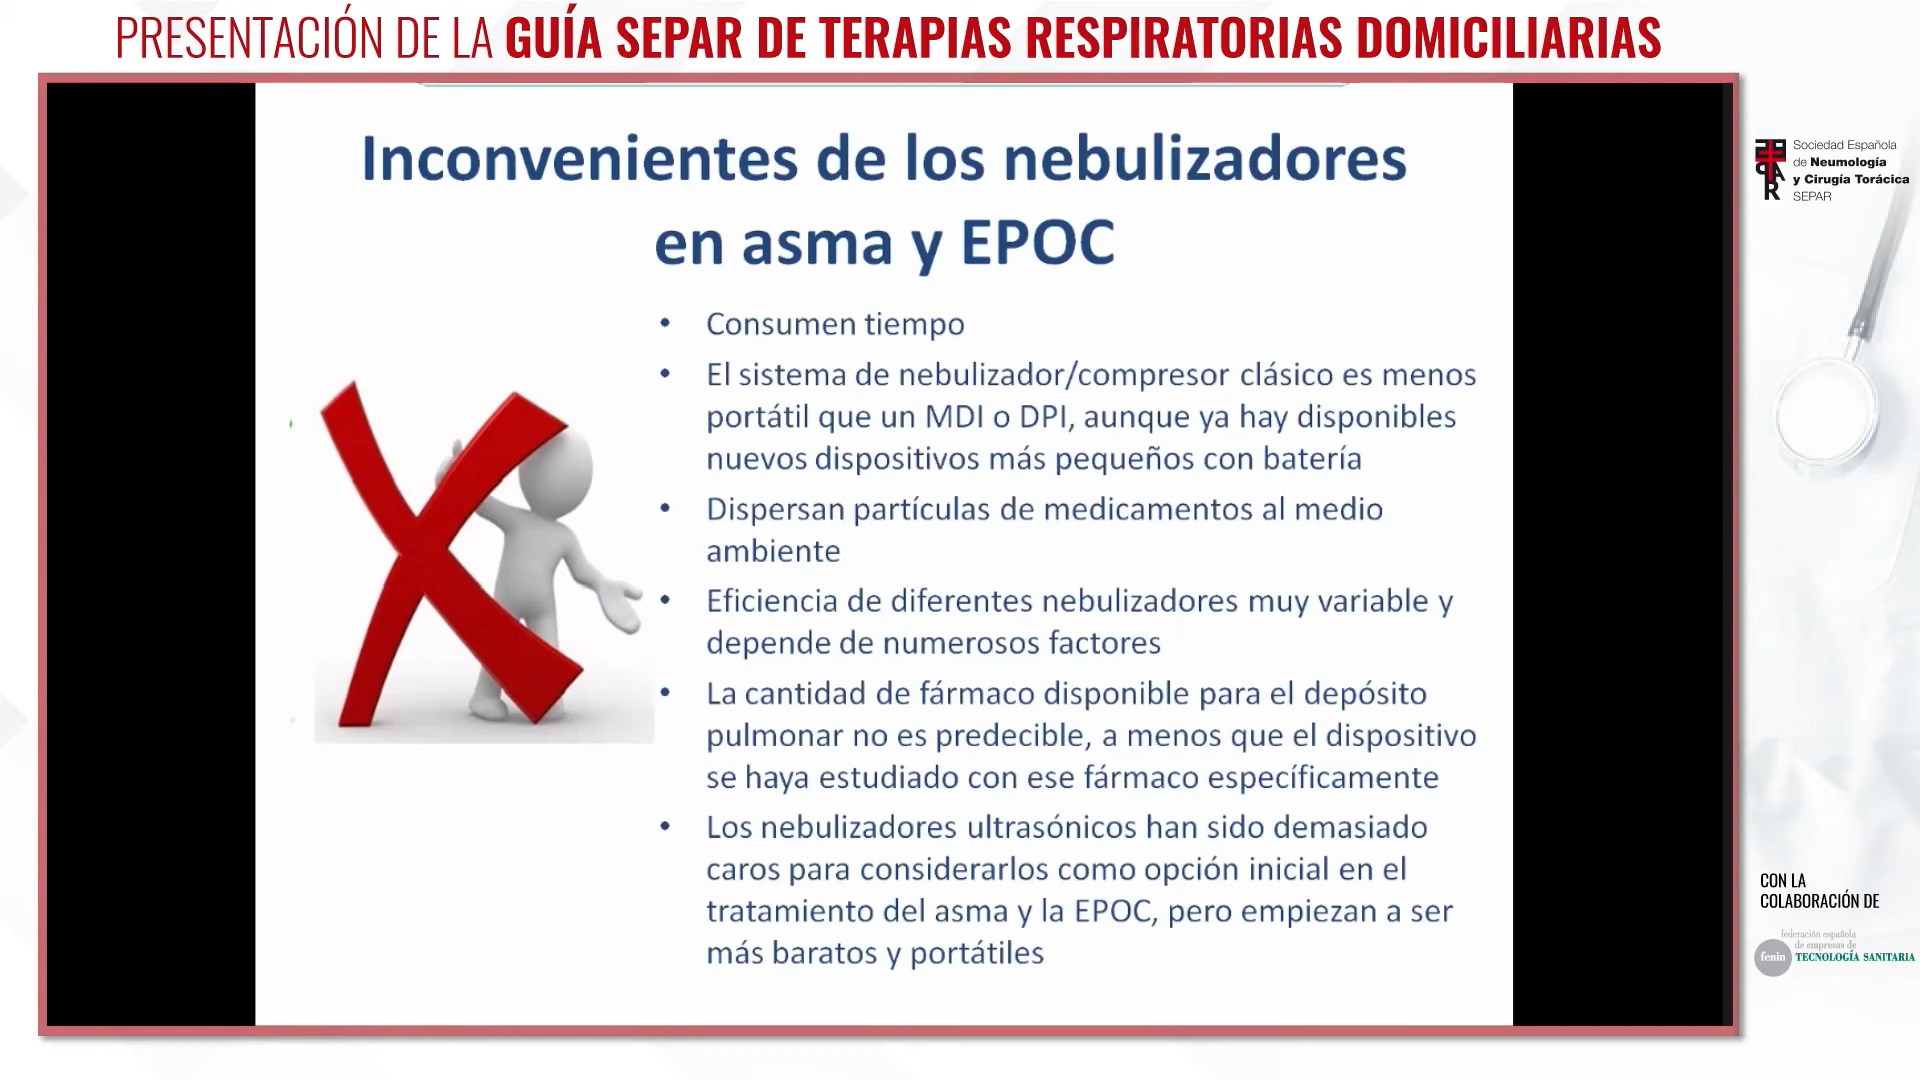 PRESENTACIÓN DE LA GUÍA SEPAR DE TERAPIAS RESPIRATORIAS DOMICILIARIAS
Inconvenientes de los nebulizadores
en asma y EPOC
• Consumen tiempo
• El sistema de nebulizador/compresor clásico es menos
portátil que un MDI o DPI, aunque ya hay disponibles
nuevos dispositivos más pequeños con batería
• Dispersan partículas de medicamentos al medio
ambiente
• Eficiencia de diferentes nebulizadores muy variable y
depende de numerosos factores
• La cantidad de fármaco disponible para el depósito
pulmonar no es predecible, a menos que el dispositivo
se haya estudiado con ese fármaco específicamente
• Los nebulizadores ultrasónicos han sido demasiado
caros para considerarlos como opción inicial en el
tratamiento del asma y la EPOC, pero empiezan a ser
más baratos y portátiles
SEPAR
Sociedad Española
de Neumología
y Cirugía Torácica
SEPAR
CON LA
COLABORACIÓN DE
fenin
federación española
de empresas de
TECNOLOGÍA SANITARIA